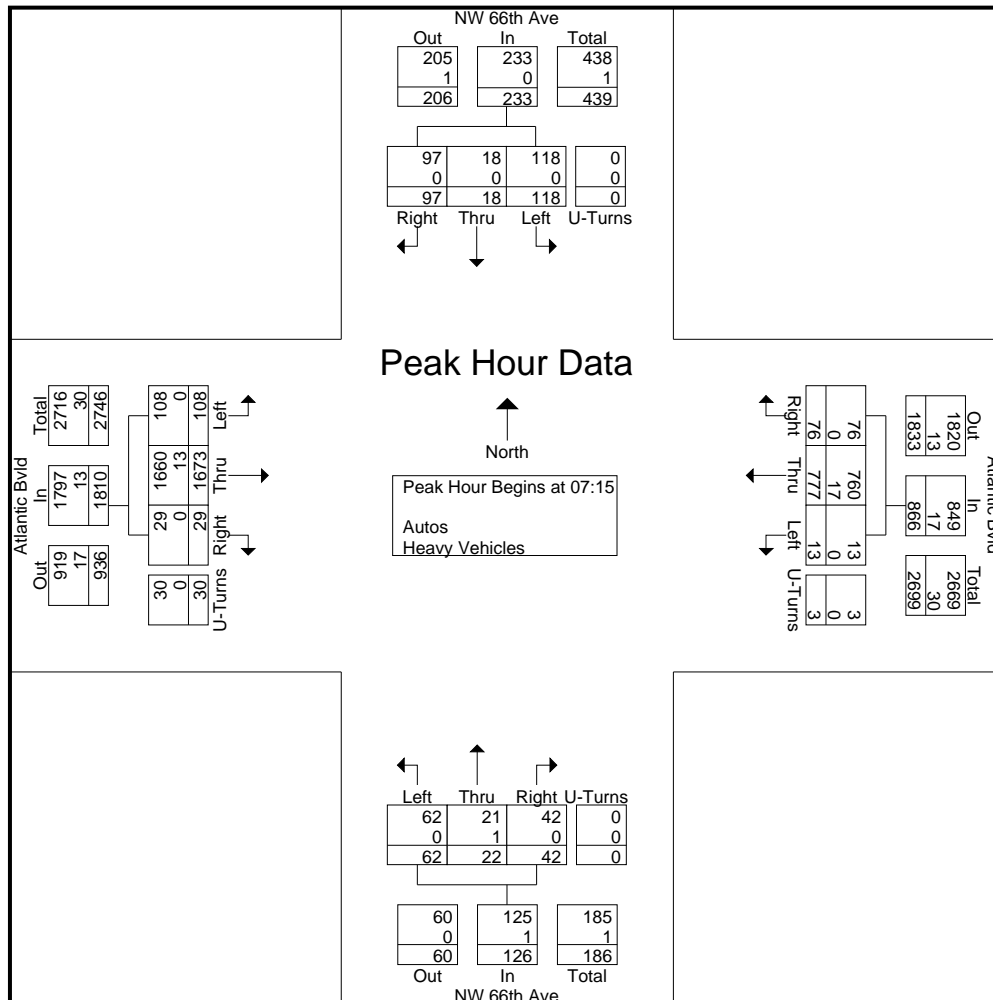 NW 66th Ave
Out In Total
205 233 438
1 0 1
206 233 439
97 18 118 0
0 0 0 0
97 18 118 0
Right Thru Left U-Turns
Peak Hour Data
North
Peak Hour Begins at 07:15
Autos
Heavy Vehicles
Atlantic Bvld
Total In Out
2716 1797 919
30 13 17
2746 1810 936
108 1660 29 30
0 13 0 0
108 1673 29 30
Left Thru Right U-Turns
Atlantic Bvld
Out In Total
1820 849 2669
13 17 30
1833 866 2699
76 760 13 3
0 17 0 0
76 777 13 3
Right Thru Left U-Turns
Left Thru Right U-Turns
62 21 42 0
0 1 0 0
62 22 42 0
60 125 185
0 1 1
60 126 186
Out In Total
NW 66th Ave